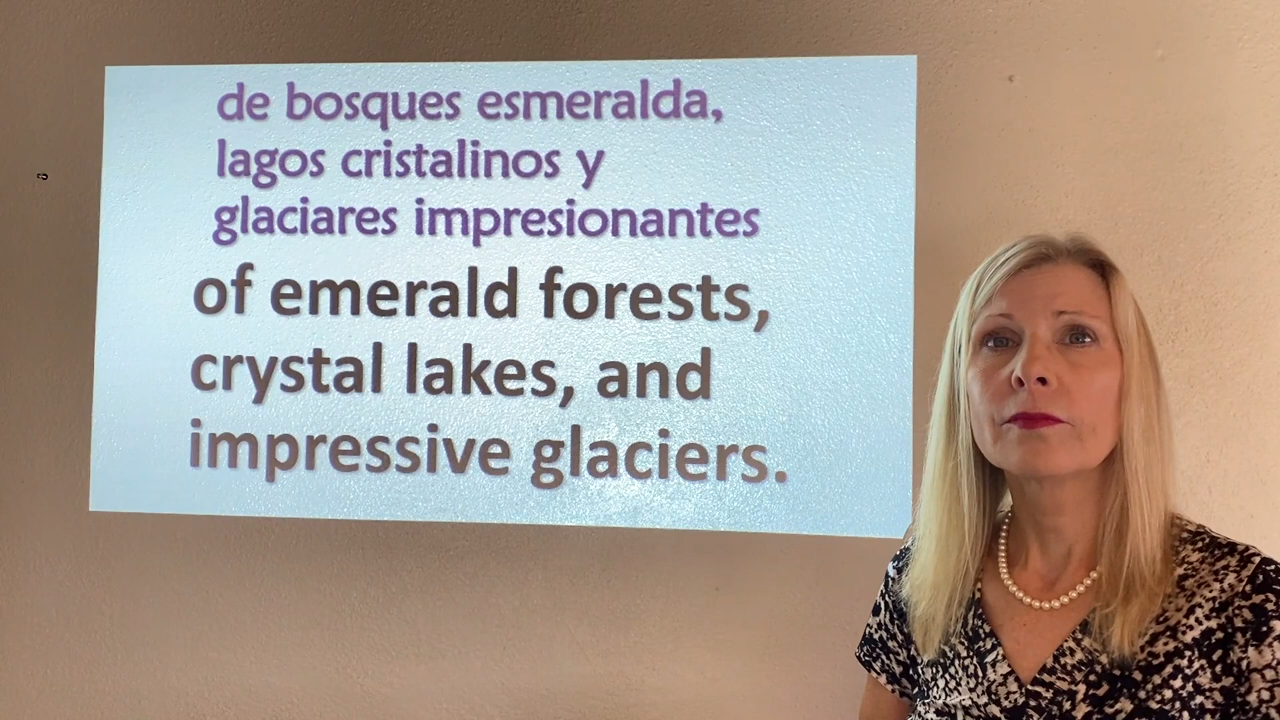 de bosques esmeralda,
lagos cristalinos y
glaciares impresionantes
of emerald forests,
crystal lakes, and
impressive glaciers.